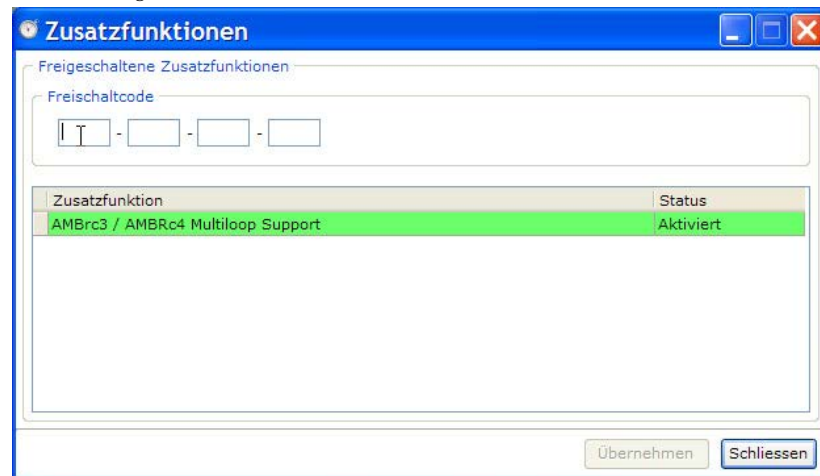 Zusatzfunktionen
Freigeschaltene Zusatzfunktionen
Freischaltcode
- - -
Zusatzfunktion Status
AMBrc3 / AMBRc4 Multiloop Support Aktiviert
Übernehmen Schliessen